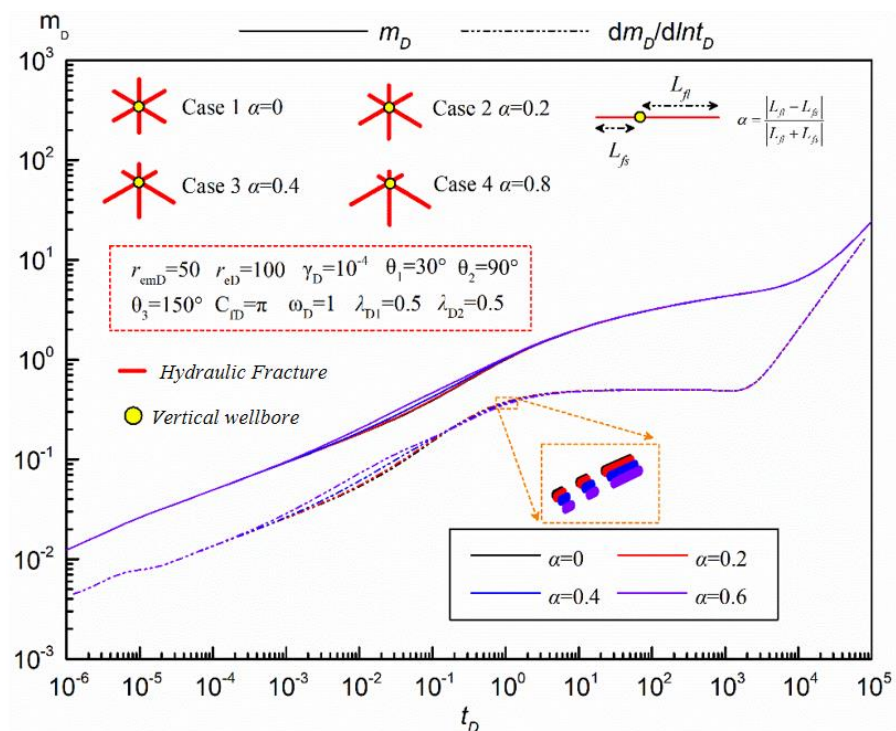 m_D
m_D dm_D/dlnt_D
10^3
10^2
10^1
10^0
10^-1
10^-2
10^-3
Case 1 α=0
Case 2 α=0.2
Case 3 α=0.4
Case 4 α=0.8
L_fl
L_fs
α = |L_fl − L_fs| / |L_fl + L_fs|
r_emD=50 r_eD=100 γ_D=10^-4 θ_1=30° θ_2=90°
θ_3=150° C_fD=π ω_D=1 λ_D1=0.5 λ_D2=0.5
Hydraulic Fracture
Vertical wellbore
α=0 α=0.2
α=0.4 α=0.6
10^-6 10^-5 10^-4 10^-3 10^-2 10^-1 10^0 10^1 10^2 10^3 10^4 10^5
t_D